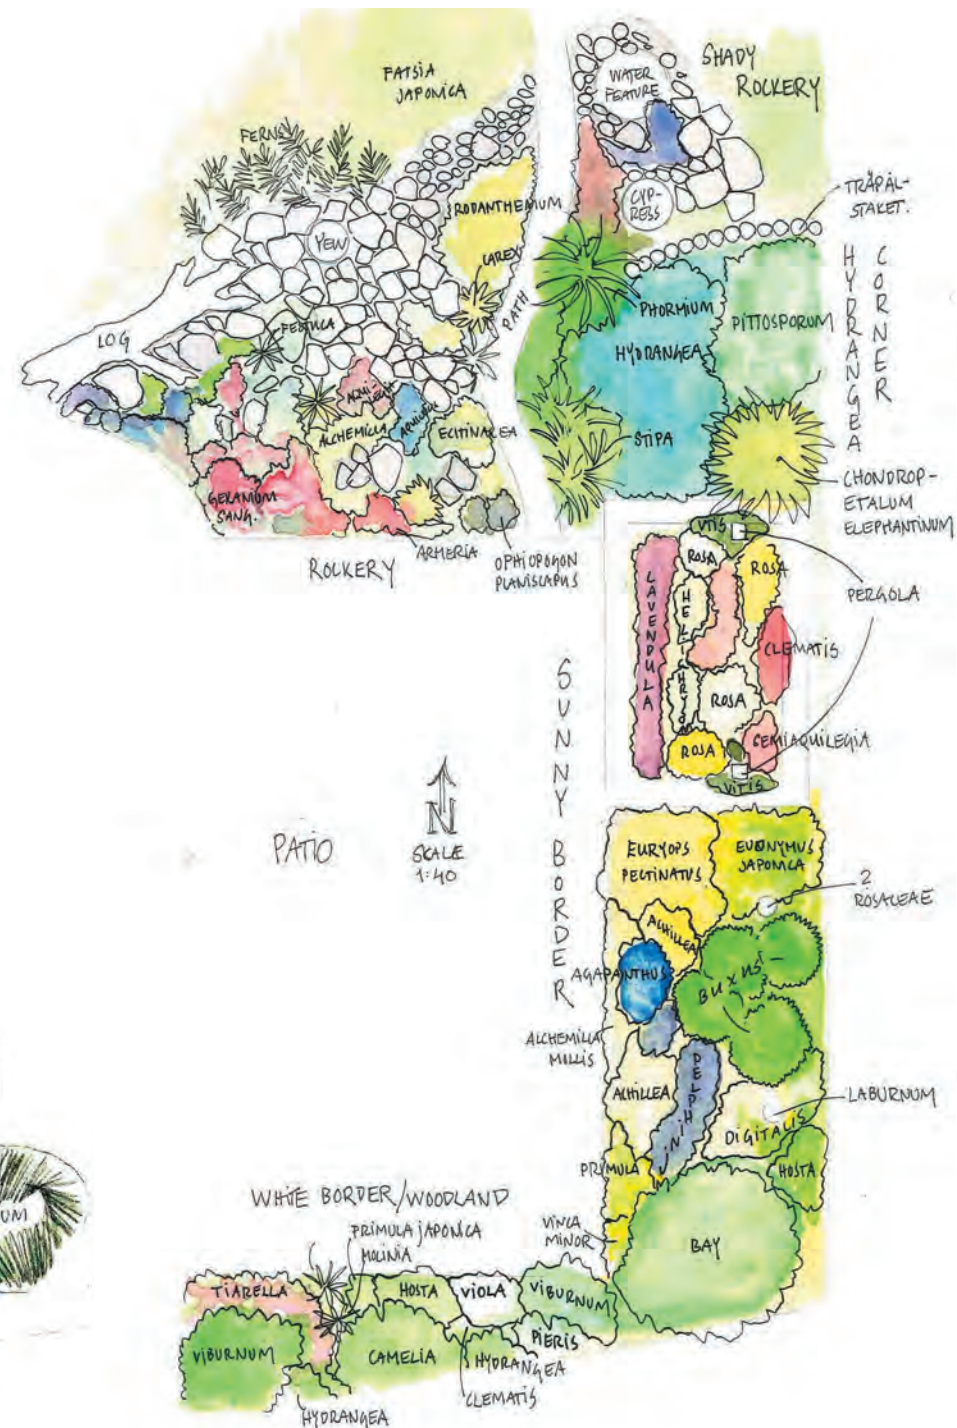 FATSIA
JAPONICA
WATER
FEATURE
SHADY
ROCKERY
FERNS
RODANTHEMUM
CYP-
RESS
TRÄPÅL-
STAKET.
YEW
CAREX
PATH
HYDRANGEA
CORNER
LOG
FESTUCA
PHORMIUM
PITTOSPORUM
HYDRANGEA
ALCHEMILLA
STIPA
CHONDROP-
ETALUM
ELEPHANTINUM
GERANIUM
SANG.
ARMERIA
OPHIOPOGON
PLANISCAPUS
ROCKERY
VITIS
ROSA
ROSA
PERGOLA
LAVENDULA
CLEMATIS
ROSA
SEMIAQUILEGIA
ROSA
VITIS
SUNNY BORDER
PATIO
N
SKALE
1:40
EURYOPS
PECTINATUS
EUONYMUS
JAPONICA
2
ROSACEAE
ACHILLEA
AGAPANTHUS
BUXUS
ALCHEMILLA
MOLLIS
ACHILLEA
DELPHINIUM
LABURNUM
DIGITALIS
PRIMULA
HOSTA
WHITE BORDER/WOODLAND
PRIMULA JAPONICA
MOLINIA
VINCA
MINOR
BAY
UM
TIARELLA
HOSTA
VIOLA
VIBURNUM
VIBURNUM
CAMELIA
HYDRANGEA
PIERIS
CLEMATIS
HYDRANGEA